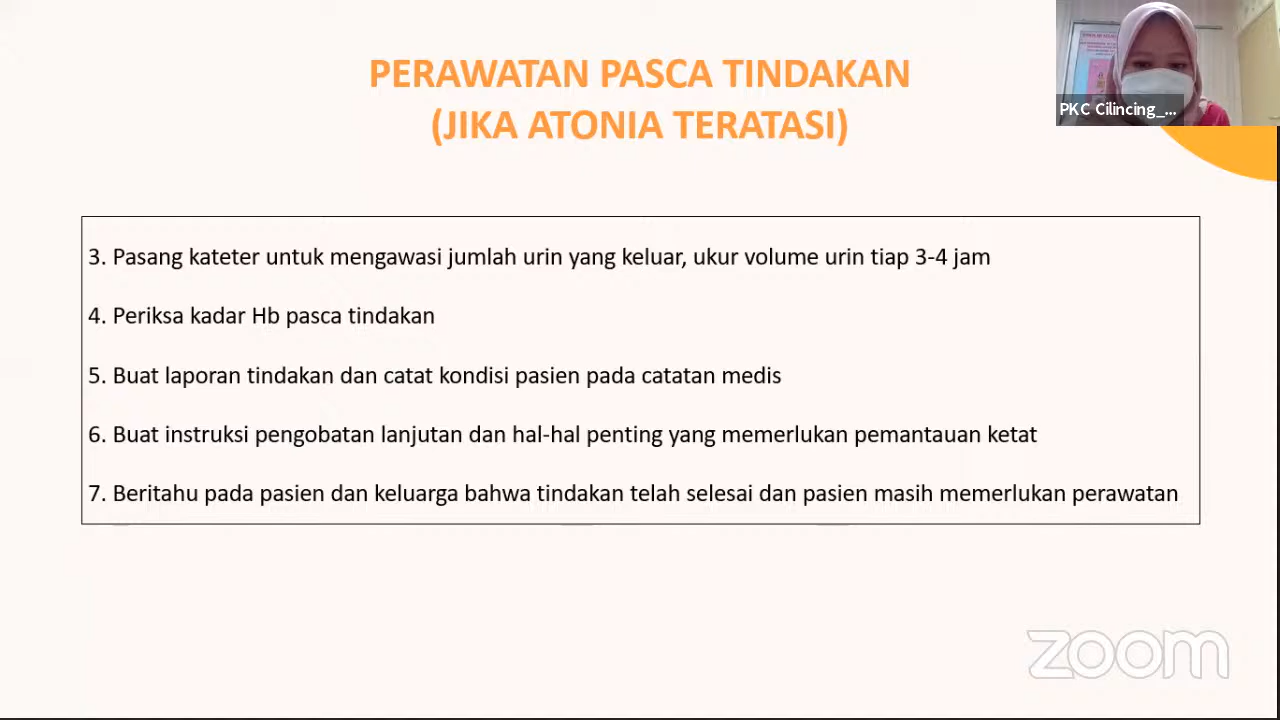 PERAWATAN PASCA TINDAKAN
(JIKA ATONIA TERATASI)
PKC Cilincing_...
3. Pasang kateter untuk mengawasi jumlah urin yang keluar, ukur volume urin tiap 3-4 jam
4. Periksa kadar Hb pasca tindakan
5. Buat laporan tindakan dan catat kondisi pasien pada catatan medis
6. Buat instruksi pengobatan lanjutan dan hal-hal penting yang memerlukan pemantauan ketat
7. Beritahu pada pasien dan keluarga bahwa tindakan telah selesai dan pasien masih memerlukan perawatan
zoom